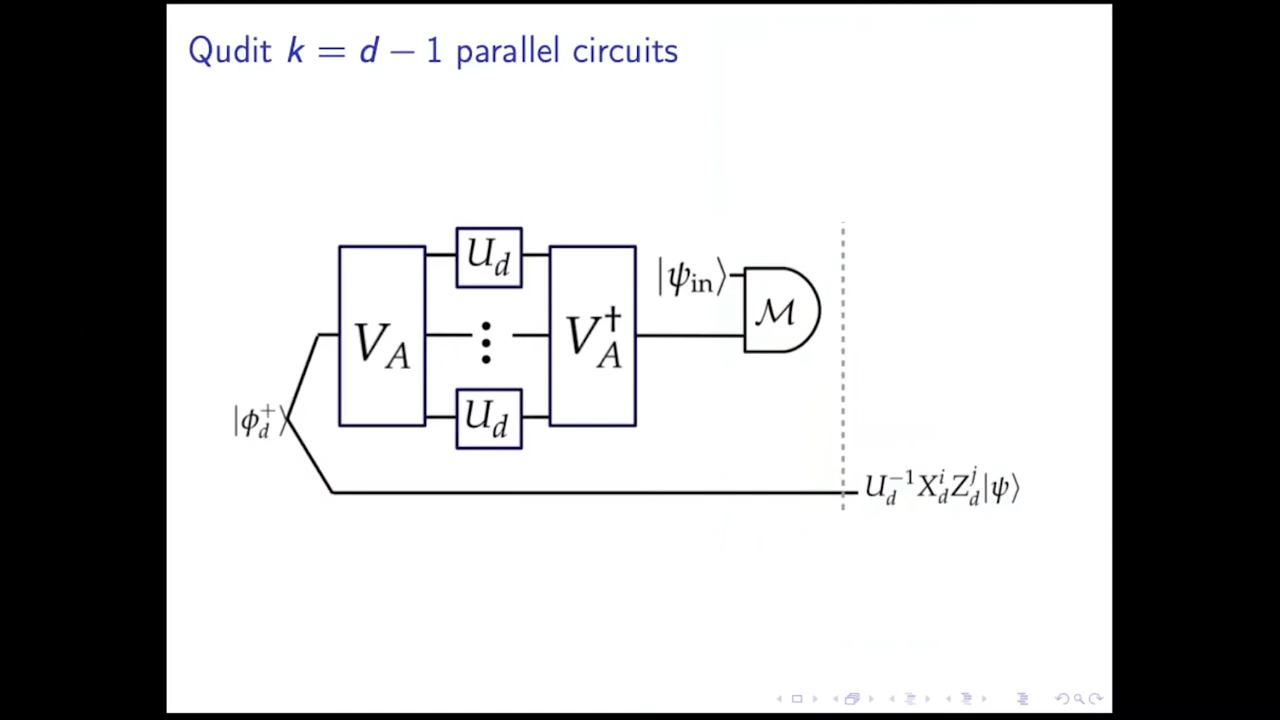 Qudit k = d − 1 parallel circuits
U_d
|ψ_in⟩
M
V_A
⋮
V_A^†
U_d
|ϕ_d^+⟩
U_d^{-1} X_d^i Z_d^j |ψ⟩